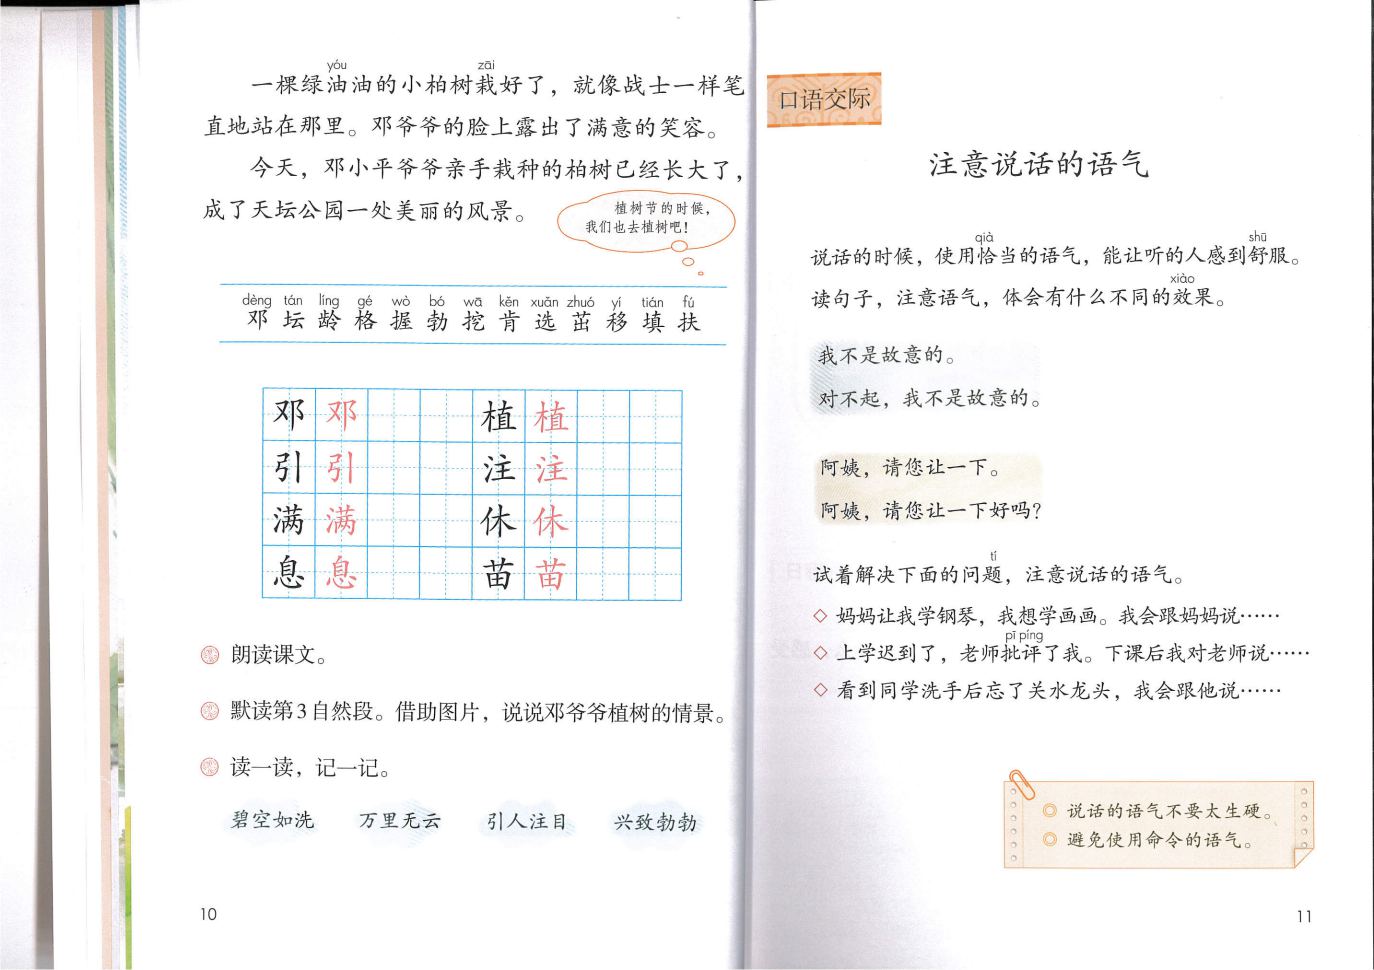 yóu zāi
一棵绿油油的小柏树栽好了，就像战士一样笔
直地站在那里。邓爷爷的脸上露出了满意的笑容。
今天，邓小平爷爷亲手栽种的柏树已经长大了，
成了天坛公园一处美丽的风景。
植树节的时候，
我们也去植树吧！
dèng tán líng gé wò bó wā kěn xuǎn zhuó yí tián fú
邓 坛 龄 格 握 勃 挖 肯 选 茁 移 填 扶
邓 邓 植 植
引 引 注 注
满 满 休 休
息 息 苗 苗
朗读课文。
默读第3自然段。借助图片，说说邓爷爷植树的情景。
读一读，记一记。
碧空如洗 万里无云 引人注目 兴致勃勃
10
口语交际
注意说话的语气
qià shū
说话的时候，使用恰当的语气，能让听的人感到舒服。
xiào
读句子，注意语气，体会有什么不同的效果。
我不是故意的。
对不起，我不是故意的。
阿姨，请您让一下。
阿姨，请您让一下好吗？
tí
试着解决下面的问题，注意说话的语气。
◇ 妈妈让我学钢琴，我想学画画。我会跟妈妈说……
pī píng
◇ 上学迟到了，老师批评了我。下课后我对老师说……
◇ 看到同学洗手后忘了关水龙头，我会跟他说……
◎ 说话的语气不要太生硬。
◎ 避免使用命令的语气。
11